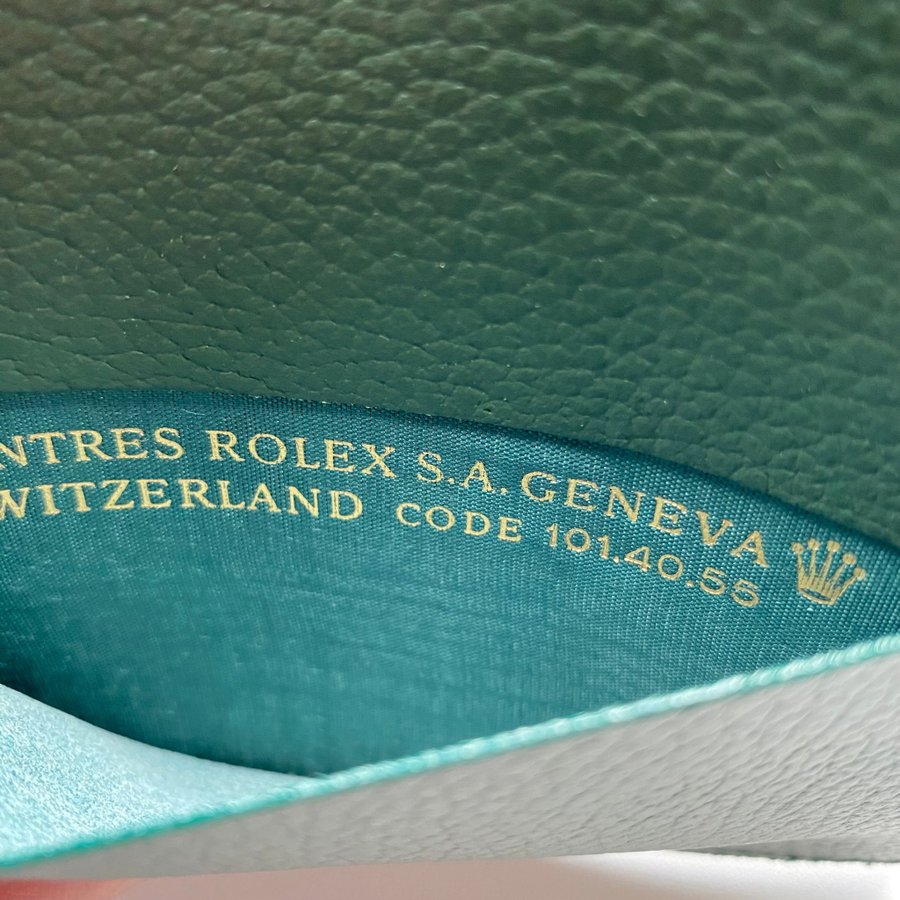 NTRES ROLEX S.A. GENEVA
WITZERLAND CODE 101.40.55